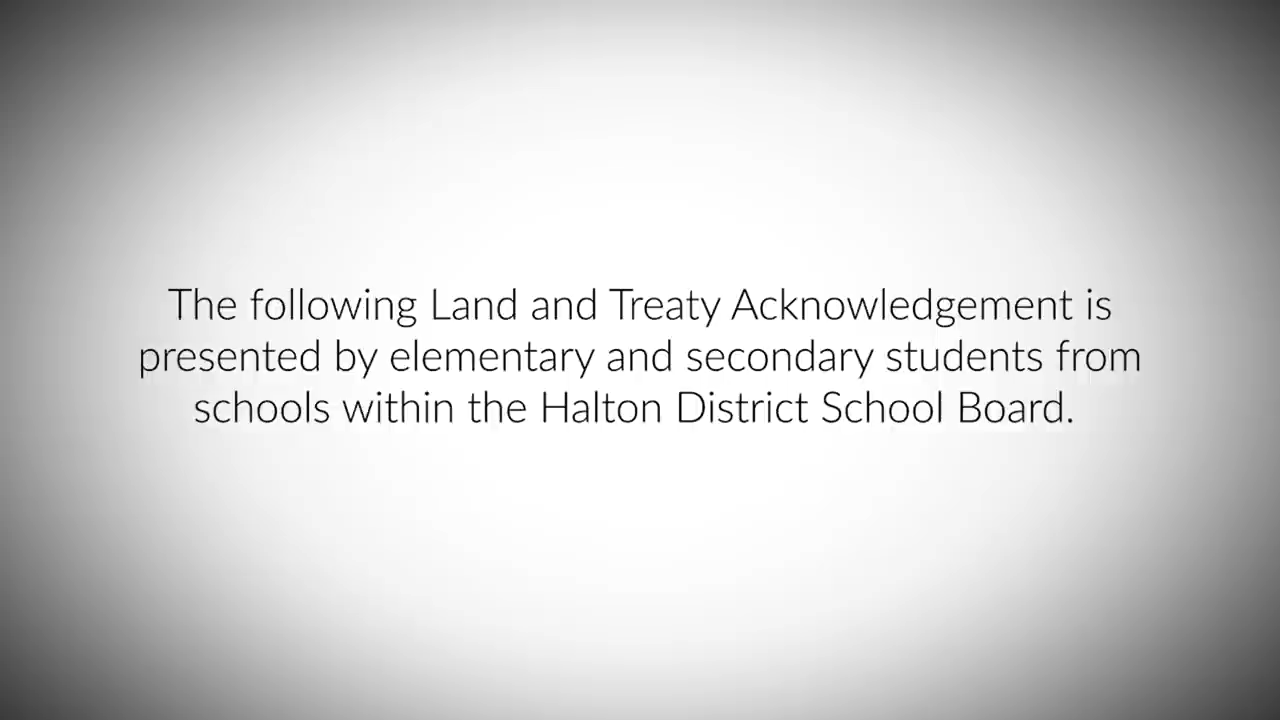 The following Land and Treaty Acknowledgement is
presented by elementary and secondary students from
schools within the Halton District School Board.